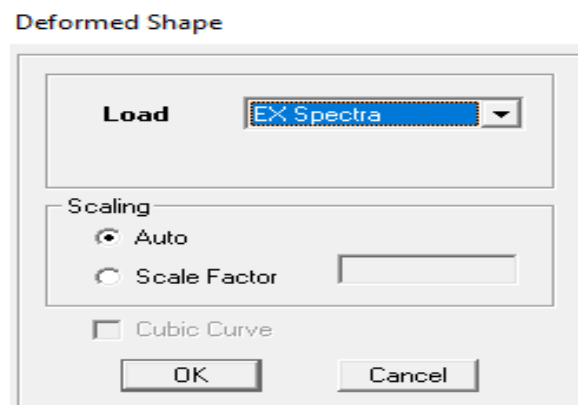 Deformed Shape
Load EX Spectra
Scaling
Auto
Scale Factor
Cubic Curve
OK Cancel